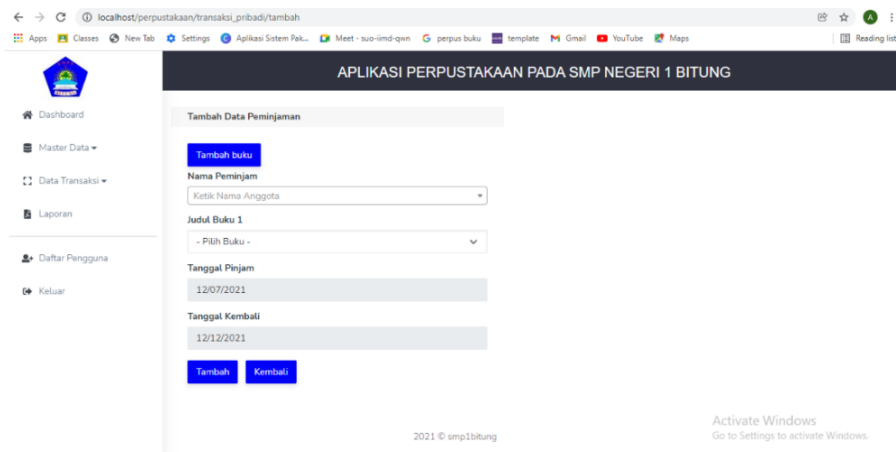 localhost/perpustakaan/transaksi_pribadi/tambah
Apps Classes New Tab Settings Aplikasi Sistem Pak... Meet - suo-iimd-qwn perpus buku template Gmail YouTube Maps Reading list
APLIKASI PERPUSTAKAAN PADA SMP NEGERI 1 BITUNG
Dashboard
Master Data
Data Transaksi
Laporan
Daftar Pengguna
Keluar
Tambah Data Peminjaman
Tambah buku
Nama Peminjam
Ketik Nama Anggota
Judul Buku 1
- Pilih Buku -
Tanggal Pinjam
12/07/2021
Tanggal Kembali
12/12/2021
Tambah Kembali
2021 © smp1bitung
Activate Windows
Go to Settings to activate Windows.